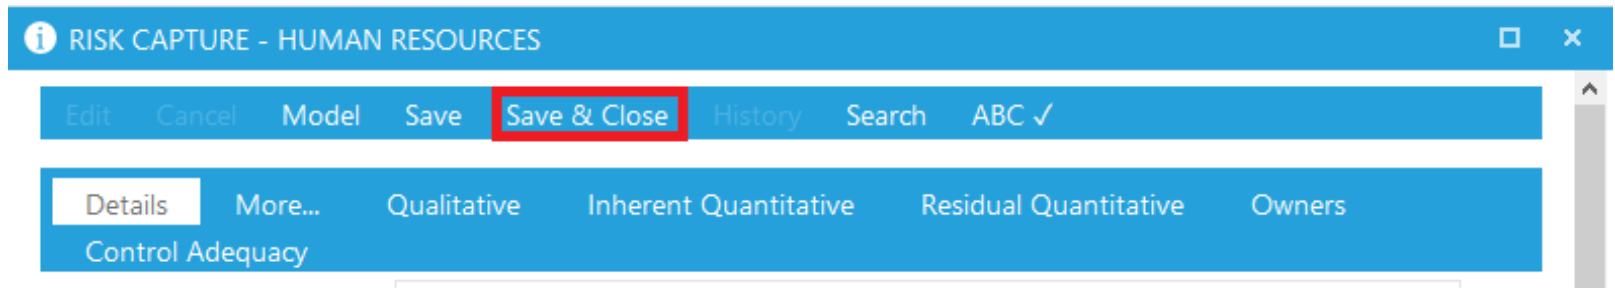 RISK CAPTURE - HUMAN RESOURCES
Edit Cancel Model Save Save & Close History Search ABC ✓
Details More... Qualitative Inherent Quantitative Residual Quantitative Owners
Control Adequacy